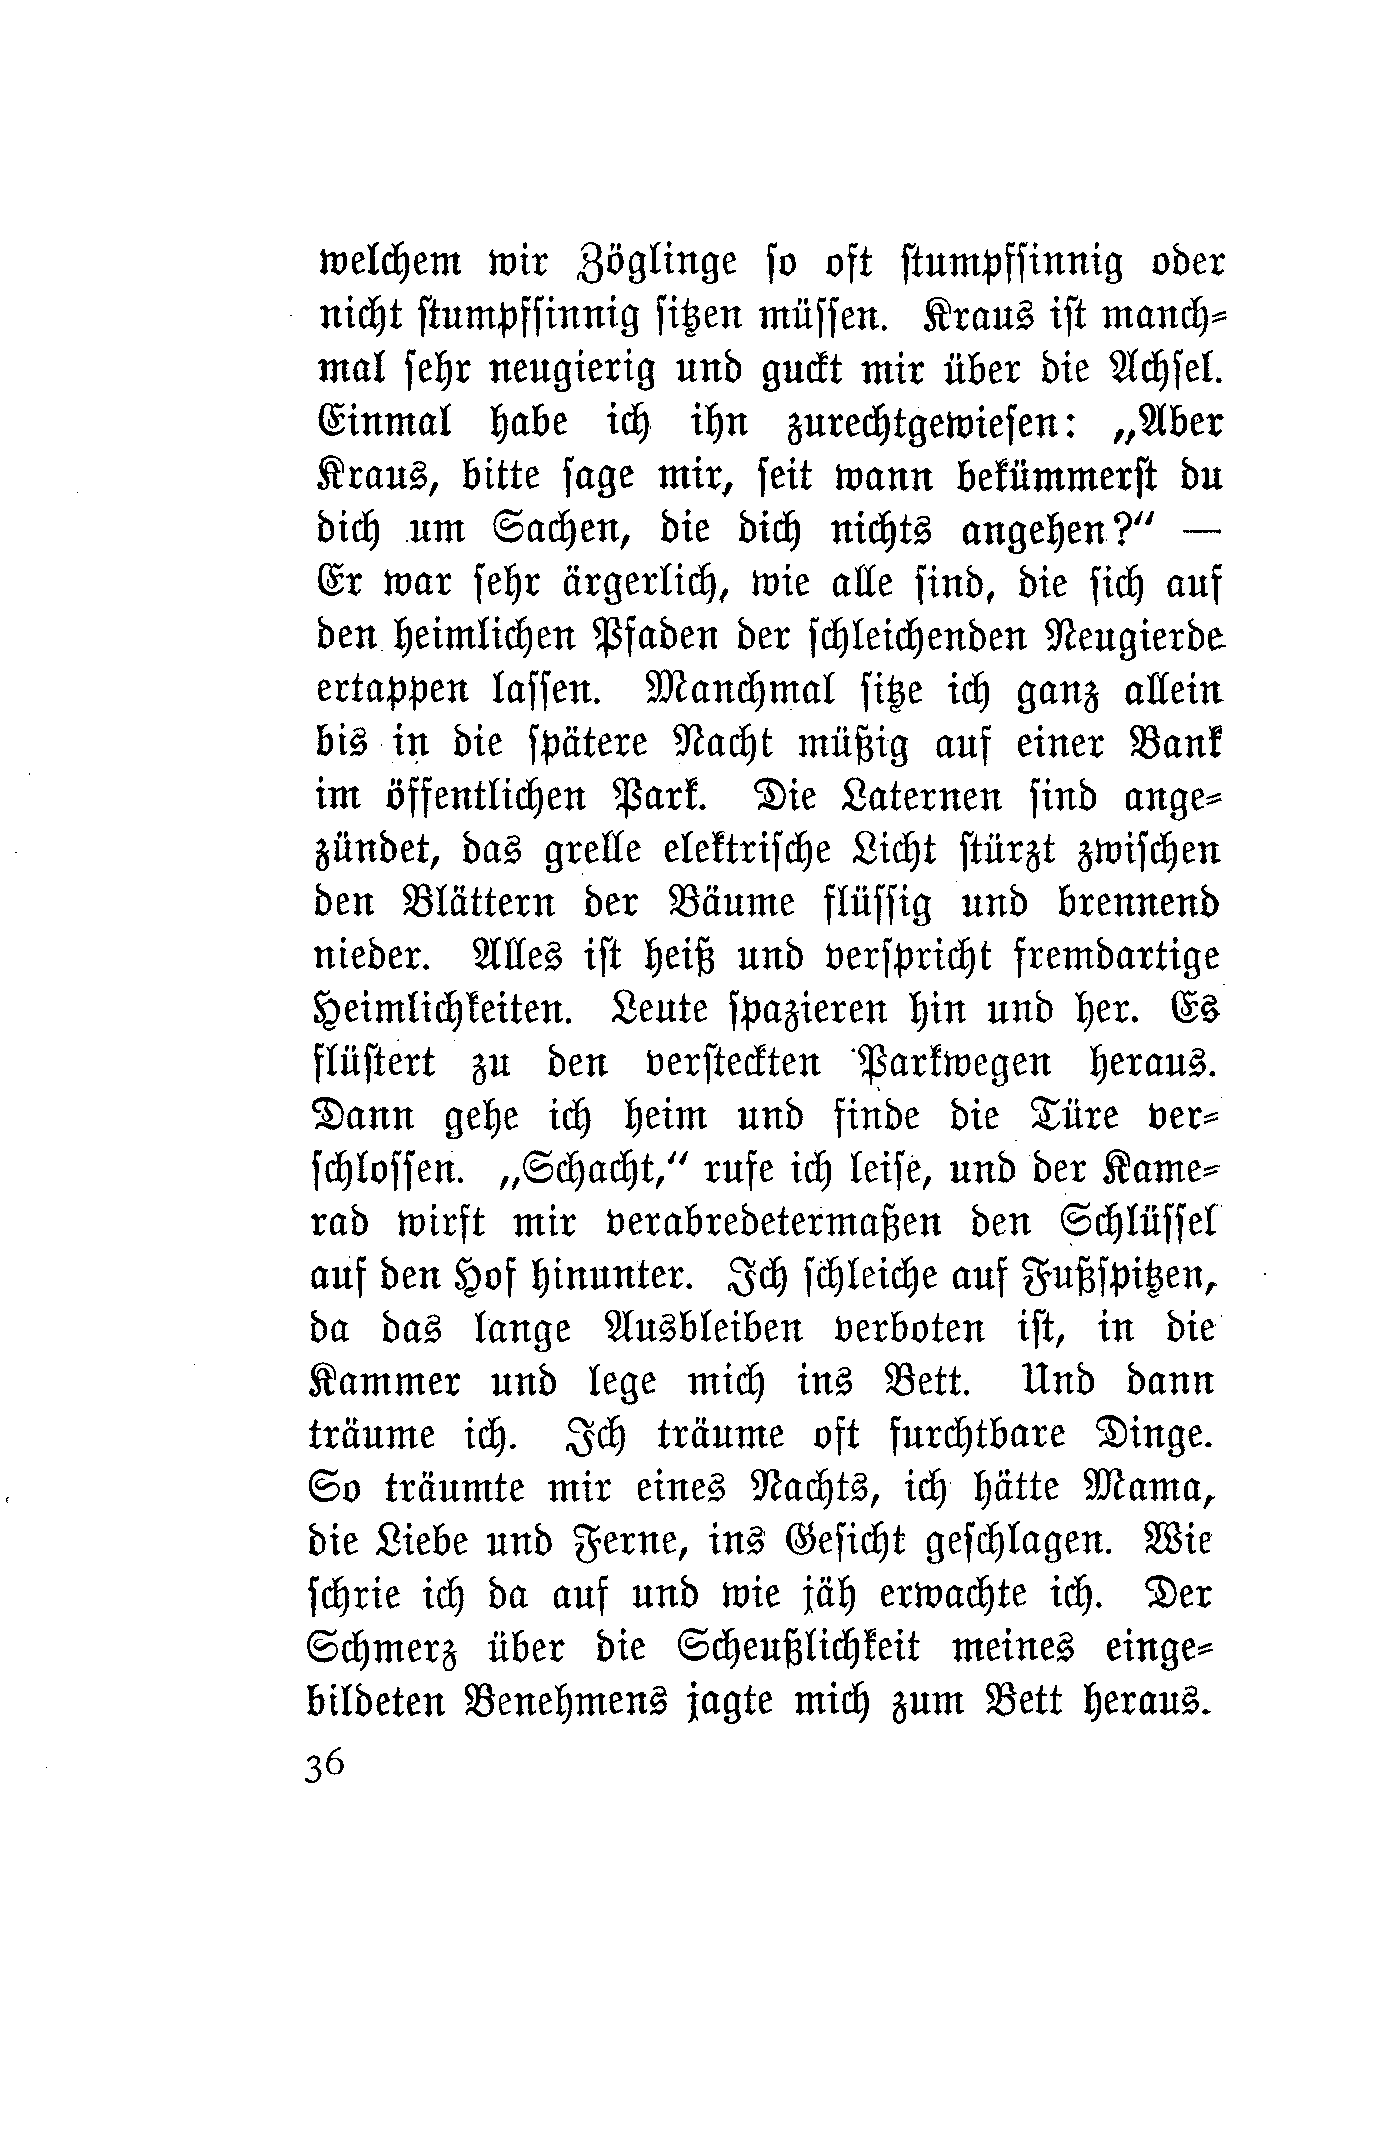 welchem wir Zöglinge so oft stumpfsinnig oder
nicht stumpfsinnig sitzen müssen. Kraus ist manch-
mal sehr neugierig und guckt mir über die Achsel.
Einmal habe ich ihn zurechtgewiesen: „Aber
Kraus, bitte sage mir, seit wann bekümmerst du
dich um Sachen, die dich nichts angehen?“ —
Er war sehr ärgerlich, wie alle sind, die sich auf
den heimlichen Pfaden der schleichenden Neugierde
ertappen lassen. Manchmal sitze ich ganz allein
bis in die spätere Nacht müßig auf einer Bank
im öffentlichen Park. Die Laternen sind ange-
zündet, das grelle elektrische Licht stürzt zwischen
den Blättern der Bäume flüssig und brennend
nieder. Alles ist heiß und verspricht fremdartige
Heimlichkeiten. Leute spazieren hin und her. Es
flüstert zu den versteckten Parkwegen heraus.
Dann gehe ich heim und finde die Türe ver-
schlossen. „Schacht,“ rufe ich leise, und der Kame-
rad wirft mir verabredetermaßen den Schlüssel
auf den Hof hinunter. Ich schleiche auf Fußspitzen,
da das lange Ausbleiben verboten ist, in die
Kammer und lege mich ins Bett. Und dann
träume ich. Ich träume oft furchtbare Dinge.
So träumte mir eines Nachts, ich hätte Mama,
die Liebe und Ferne, ins Gesicht geschlagen. Wie
schrie ich da auf und wie jäh erwachte ich. Der
Schmerz über die Scheußlichkeit meines einge-
bildeten Benehmens jagte mich zum Bett heraus.
36